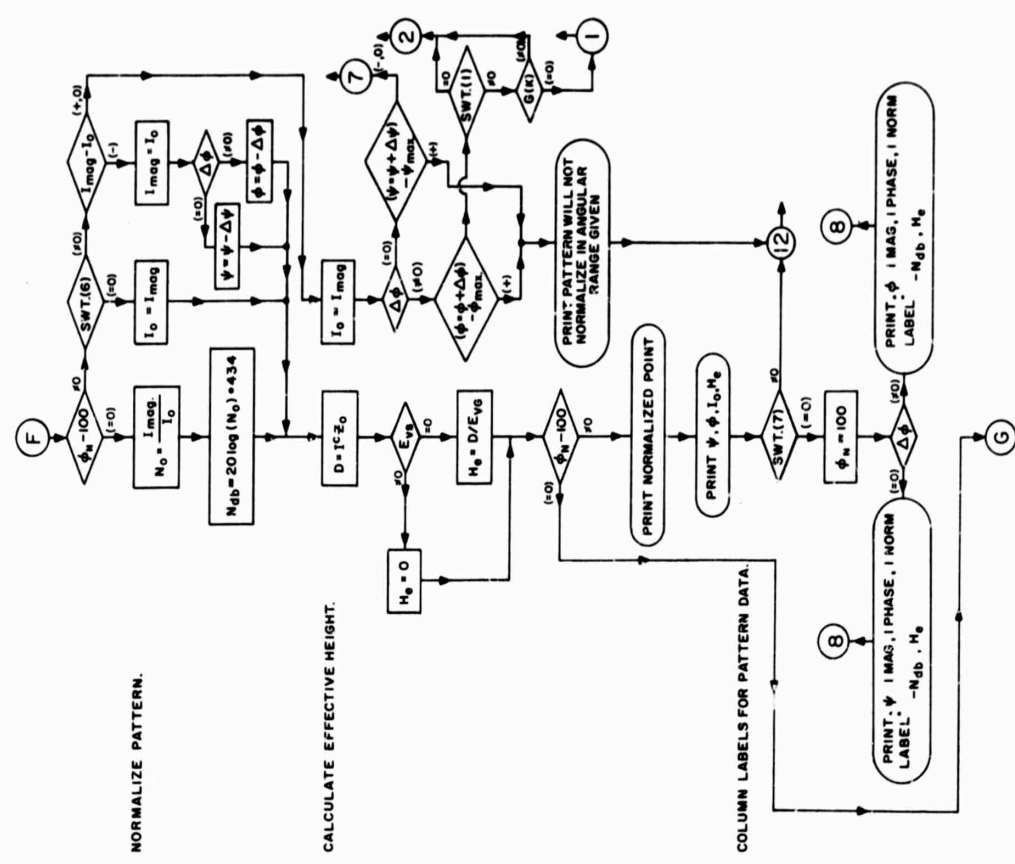 F
NORMALIZE PATTERN.
φN-100
≠0
(=0)
SWT.(6)
(≠0)
(=0)
Imag-I₀
(+,0)
(-)
N₀= Imag.
I₀
I₀ = Imag
Imag = I₀
Ndb=20log(N₀)•434
Δφ
(=0)
(≠0)
ψ=ψ-Δψ
φ=φ-Δφ
CALCULATE EFFECTIVE HEIGHT.
D=IᶜZ₀
I₀ = Imag
Δφ
(=0)
(≠0)
(ψ=ψ+Δψ)
-ψmax
(-,0)
(+)
7
2
(φ=φ+Δφ)
-φmax.
(+)
SWT.(1)
=0
≠0
G(K)
(≠0)
(=0)
1
≠0
=0
He = 0
He = D/EVG
φN-100
(=0)
≠0
PRINT PATTERN WILL NOT
NORMALIZE IN ANGULAR
RANGE GIVEN
PRINT NORMALIZED POINT
PRINT ψ,φ,I₀,He
COLUMN LABELS FOR PATTERN DATA.
SWT.(7)
≠0
(=0)
12
φN=100
Δφ
(=0)
(≠0)
8
PRINT. ψ I MAG, I PHASE, I NORM
LABEL: -Ndb, He
8
PRINT. φ I MAG, I PHASE, I NORM
LABEL: -Ndb, He
G